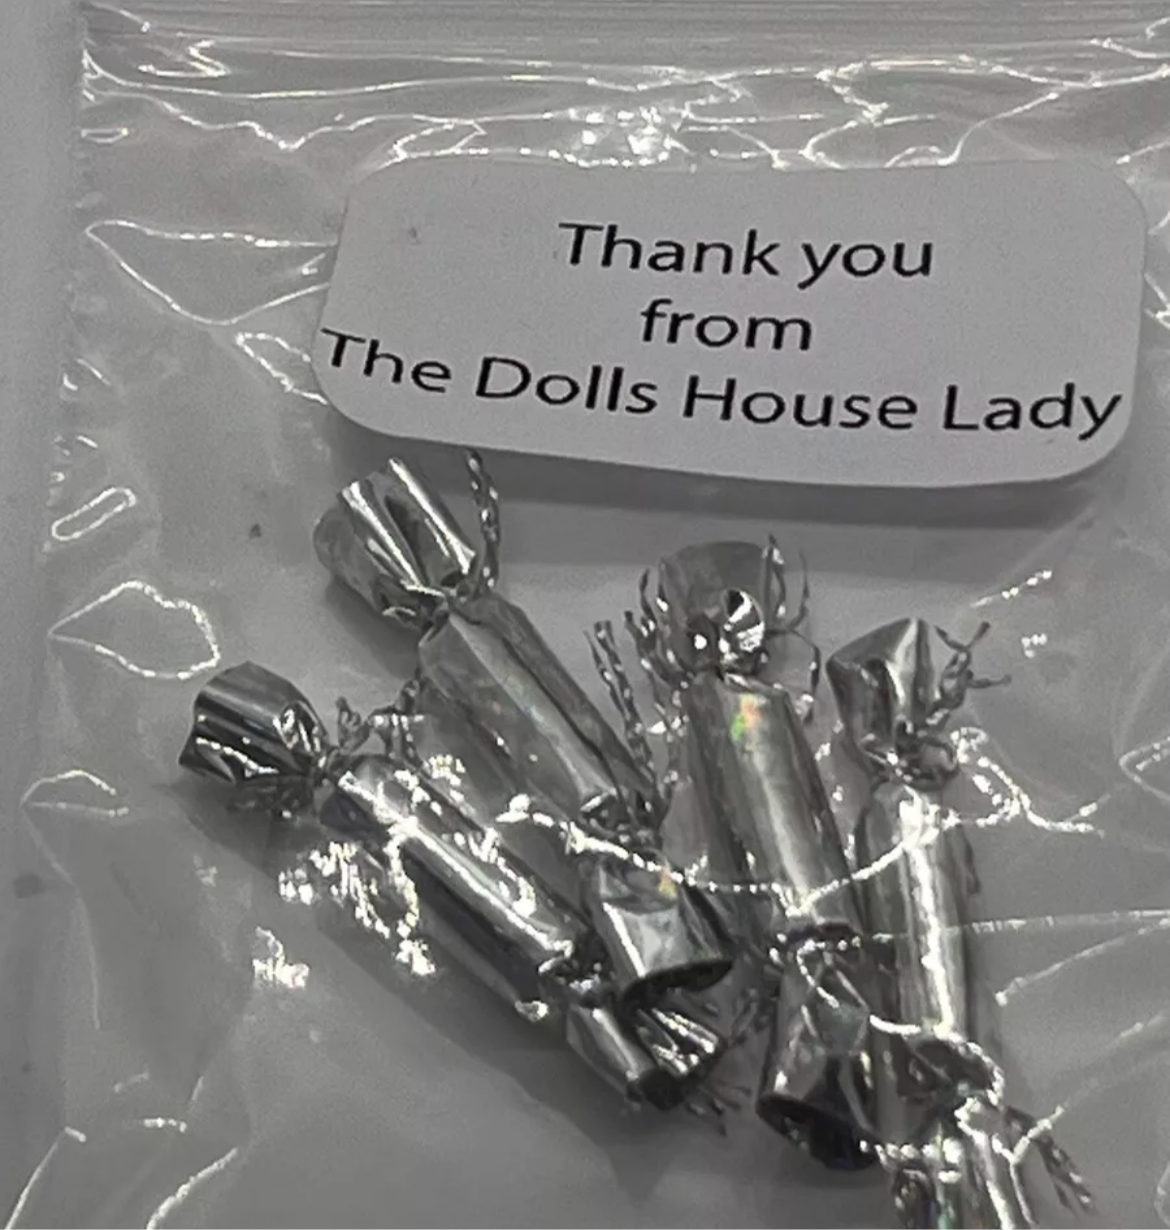 Thank you
from
The Dolls House Lady